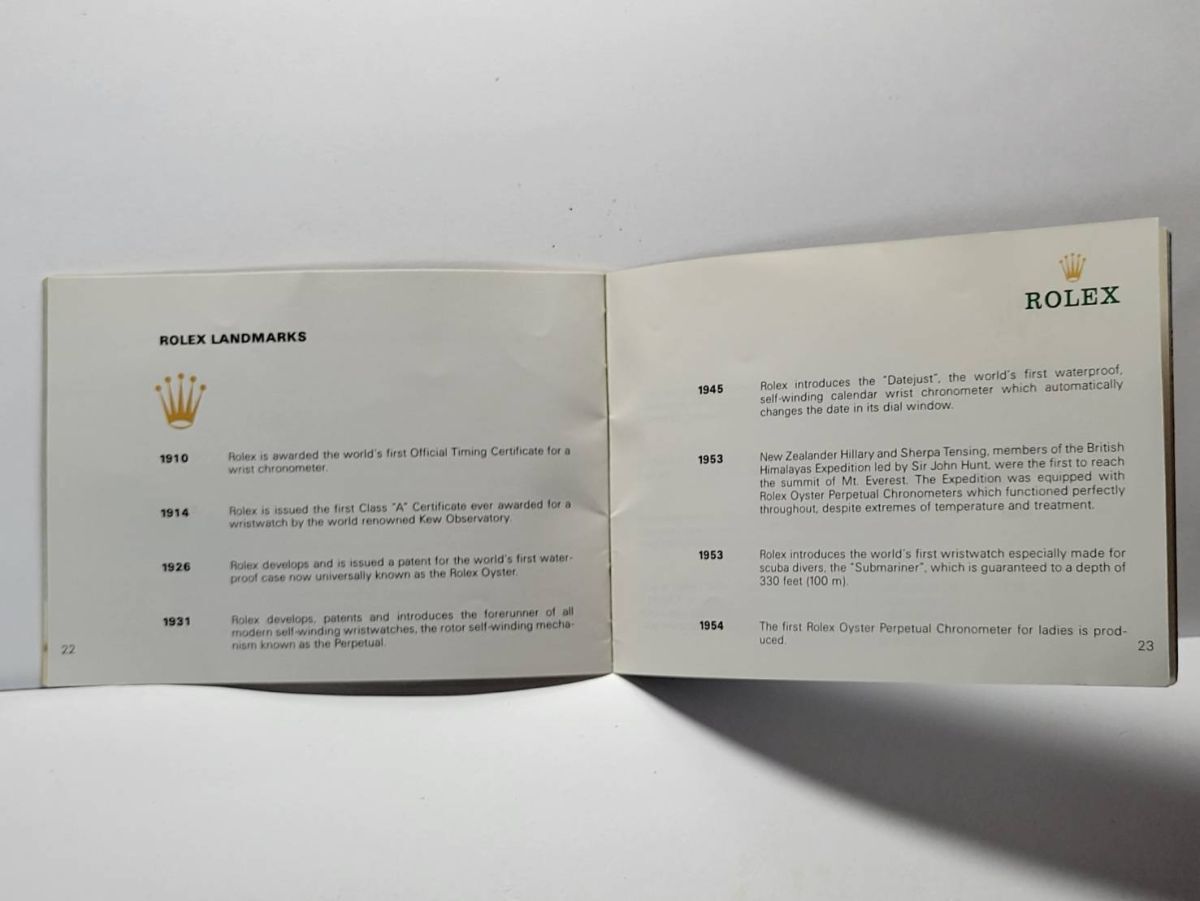 ROLEX LANDMARKS
1910 Rolex is awarded the world's first Official Timing Certificate for a
wrist chronometer.
1914 Rolex is issued the first Class "A" Certificate ever awarded for a
wristwatch by the world renowned Kew Observatory.
1926 Rolex develops and is issued a patent for the world's first water-
proof case now universally known as the Rolex Oyster.
1931 Rolex develops, patents and introduces the forerunner of all
modern self-winding wristwatches, the rotor self-winding mecha-
nism known as the Perpetual.
22
ROLEX
1945 Rolex introduces the "Datejust", the world's first waterproof,
self-winding calendar wrist chronometer which automatically
changes the date in its dial window.
1953 New Zealander Hillary and Sherpa Tensing, members of the British
Himalayas Expedition led by Sir John Hunt, were the first to reach
the summit of Mt. Everest. The Expedition was equipped with
Rolex Oyster Perpetual Chronometers which functioned perfectly
throughout, despite extremes of temperature and treatment.
1953 Rolex introduces the world's first wristwatch especially made for
scuba divers, the "Submariner", which is guaranteed to a depth of
330 feet (100 m).
1954 The first Rolex Oyster Perpetual Chronometer for ladies is prod-
uced.
23